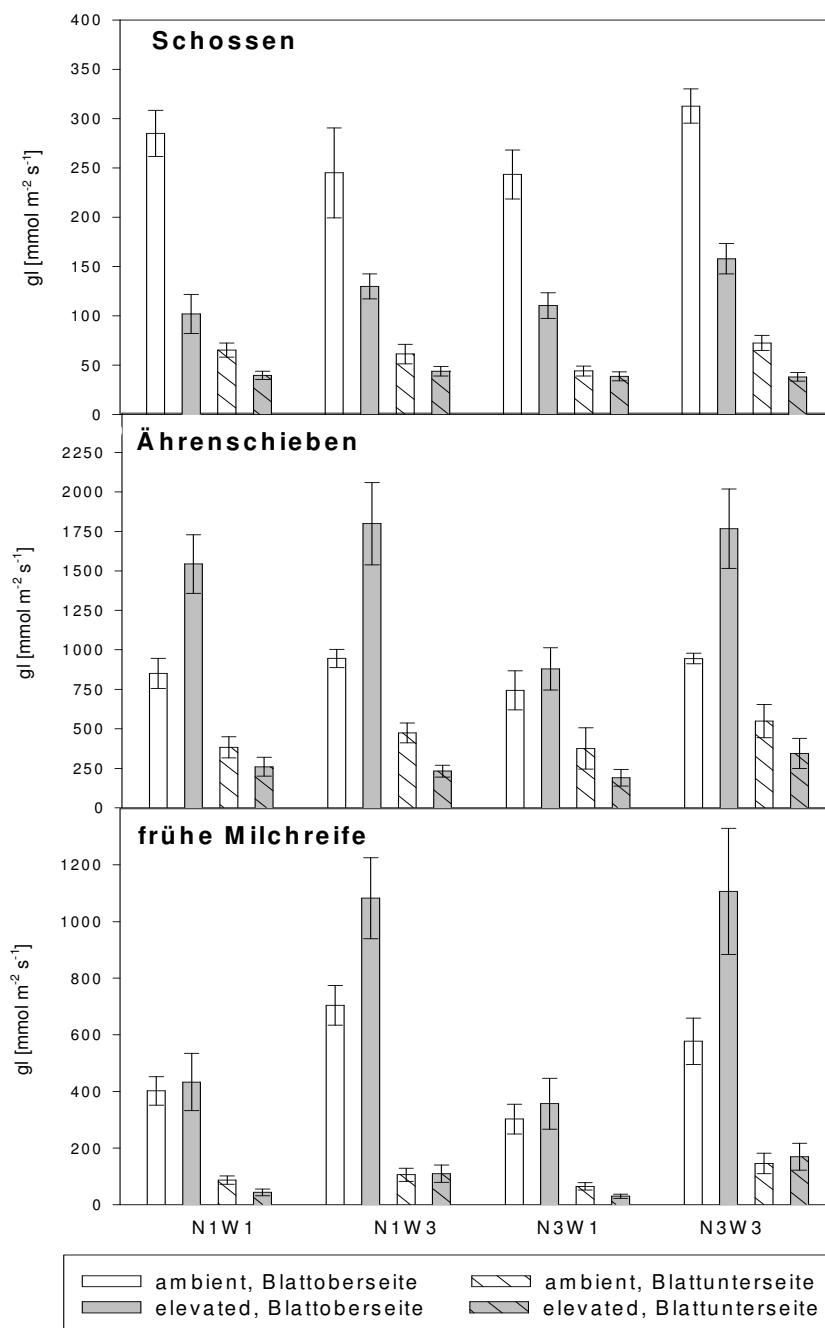 Schossen
gl [mmol m⁻² s⁻¹]
400
350
300
250
200
150
100
50
0
Ährenschieben
gl [mmol m⁻² s⁻¹]
2250
2000
1750
1500
1250
1000
750
500
250
0
frühe Milchreife
gl [mmol m⁻² s⁻¹]
1200
1000
800
600
400
200
0
N1W1 N1W3 N3W1 N3W3
ambient, Blattoberseite ambient, Blattunterseite
elevated, Blattoberseite elevated, Blattunterseite